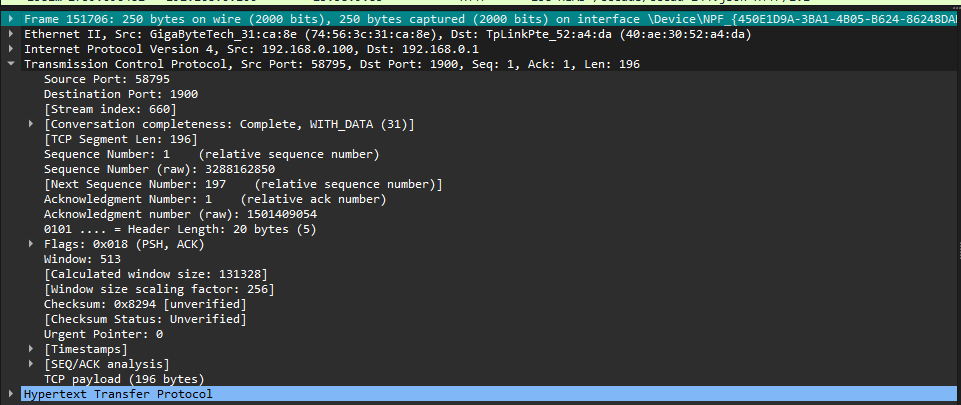 Frame 151706: 250 bytes on wire (2000 bits), 250 bytes captured (2000 bits) on interface \Device\NPF_{450E1D9A-3BA1-4B05-B624-86248DA
Ethernet II, Src: GigaByteTech_31:ca:8e (74:56:3c:31:ca:8e), Dst: TpLinkPte_52:a4:da (40:ae:30:52:a4:da)
Internet Protocol Version 4, Src: 192.168.0.100, Dst: 192.168.0.1
Transmission Control Protocol, Src Port: 58795, Dst Port: 1900, Seq: 1, Ack: 1, Len: 196
Source Port: 58795
Destination Port: 1900
[Stream index: 660]
[Conversation completeness: Complete, WITH_DATA (31)]
[TCP Segment Len: 196]
Sequence Number: 1    (relative sequence number)
Sequence Number (raw): 3288162850
[Next Sequence Number: 197    (relative sequence number)]
Acknowledgment Number: 1    (relative ack number)
Acknowledgment number (raw): 1501409054
0101 .... = Header Length: 20 bytes (5)
Flags: 0x018 (PSH, ACK)
Window: 513
[Calculated window size: 131328]
[Window size scaling factor: 256]
Checksum: 0x8294 [unverified]
[Checksum Status: Unverified]
Urgent Pointer: 0
[Timestamps]
[SEQ/ACK analysis]
TCP payload (196 bytes)
Hypertext Transfer Protocol